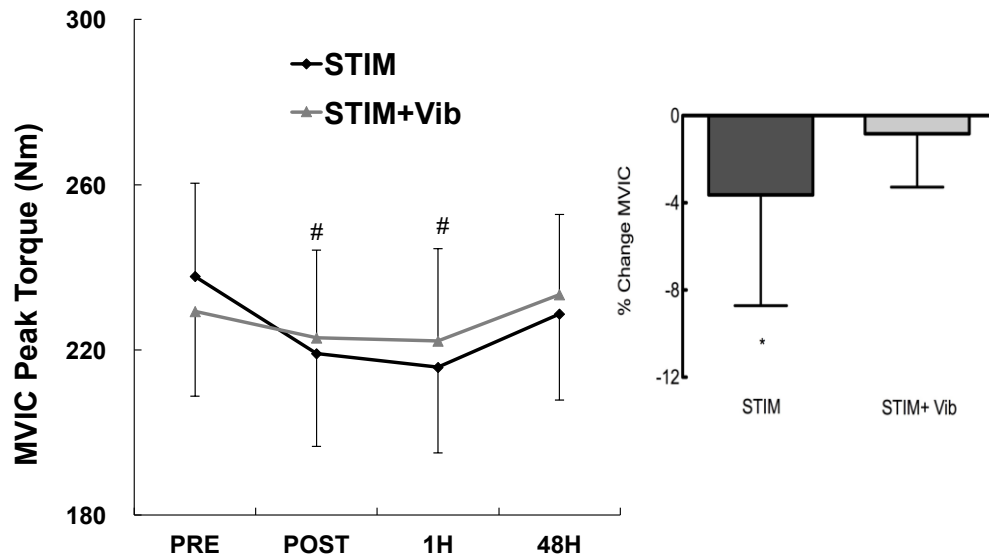 300
260
220
180
MVIC Peak Torque (Nm)
STIM
STIM+Vib
#
#
PRE POST 1H 48H
0
-4
-8
-12
% Change MVIC
*
STIM STIM+ Vib